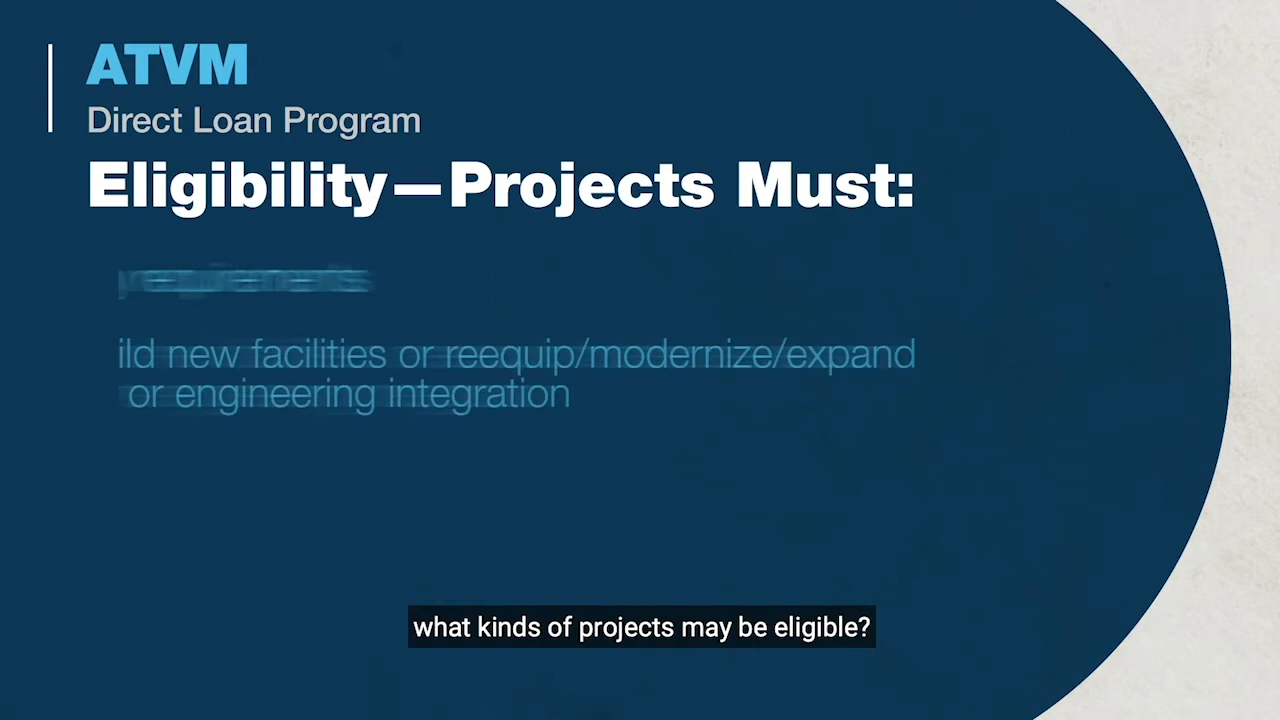 ATVM
Direct Loan Program
Eligibility—Projects Must:
ild new facilities or reequip/modernize/expand
or engineering integration
what kinds of projects may be eligible?